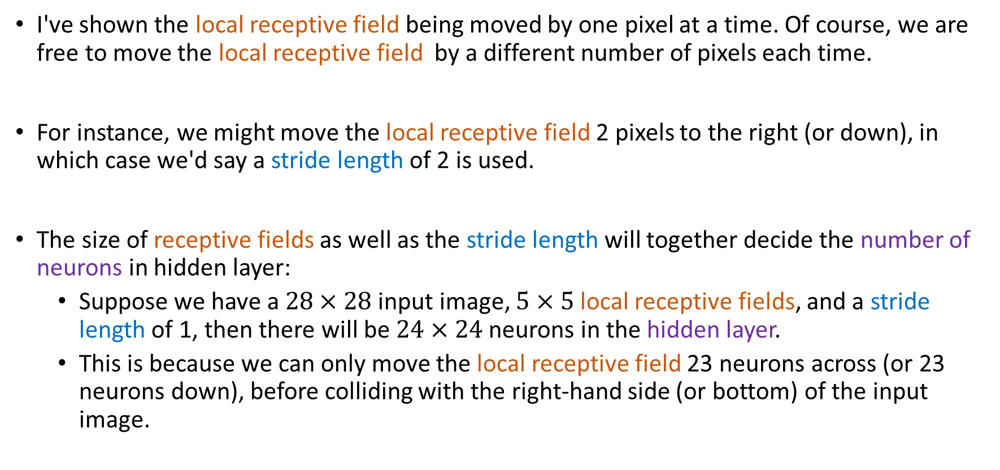 • I've shown the local receptive field being moved by one pixel at a time. Of course, we are
free to move the local receptive field by a different number of pixels each time.
• For instance, we might move the local receptive field 2 pixels to the right (or down), in
which case we'd say a stride length of 2 is used.
• The size of receptive fields as well as the stride length will together decide the number of
neurons in hidden layer:
• Suppose we have a 28 × 28 input image, 5 × 5 local receptive fields, and a stride
length of 1, then there will be 24 × 24 neurons in the hidden layer.
• This is because we can only move the local receptive field 23 neurons across (or 23
neurons down), before colliding with the right-hand side (or bottom) of the input
image.